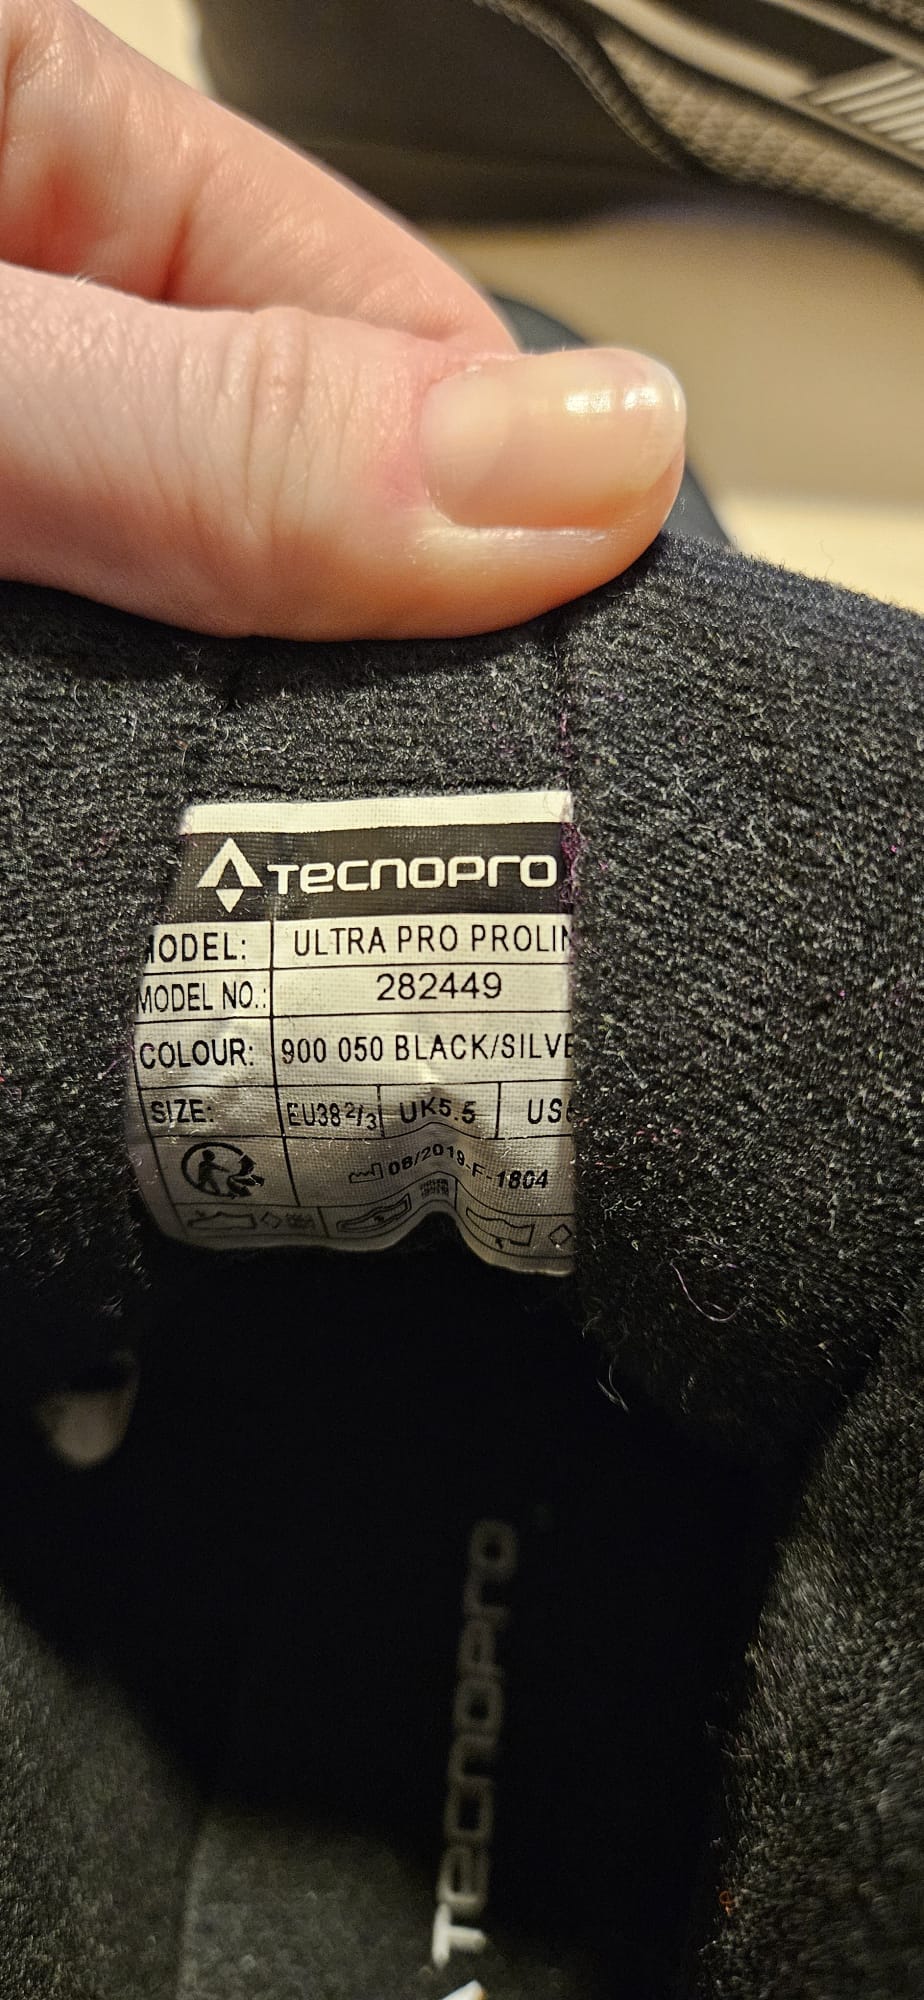 TECNOPRO
MODEL: ULTRA PRO PROLIN
MODEL NO.: 282449
COLOUR: 900 050 BLACK/SILVE
SIZE: EU38 2/3 UK5.5 US
08/2019-F-1804
TECNOPRO